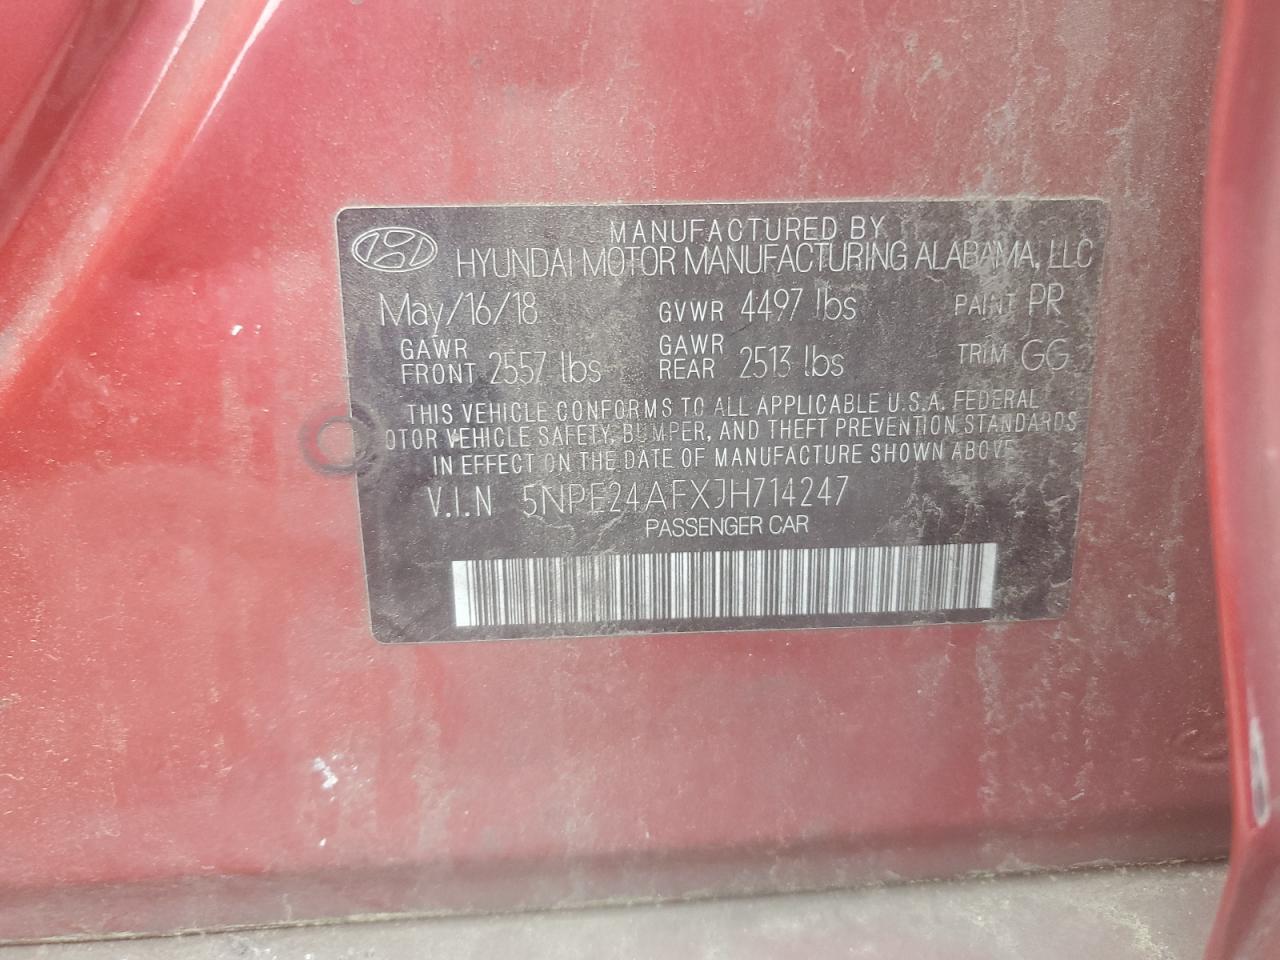 MANUFACTURED BY
HYUNDAI MOTOR MANUFACTURING ALABAMA, LLC
May/16/18 GVWR 4497 lbs PAINT PR
GAWR FRONT 2557 lbs GAWR REAR 2513 lbs TRIM GG
THIS VEHICLE CONFORMS TO ALL APPLICABLE U.S.A. FEDERAL
OTOR VEHICLE SAFETY, BUMPER, AND THEFT PREVENTION STANDARDS
IN EFFECT ON THE DATE OF MANUFACTURE SHOWN ABOVE
V.I.N 5NPE24AFXJH714247
PASSENGER CAR